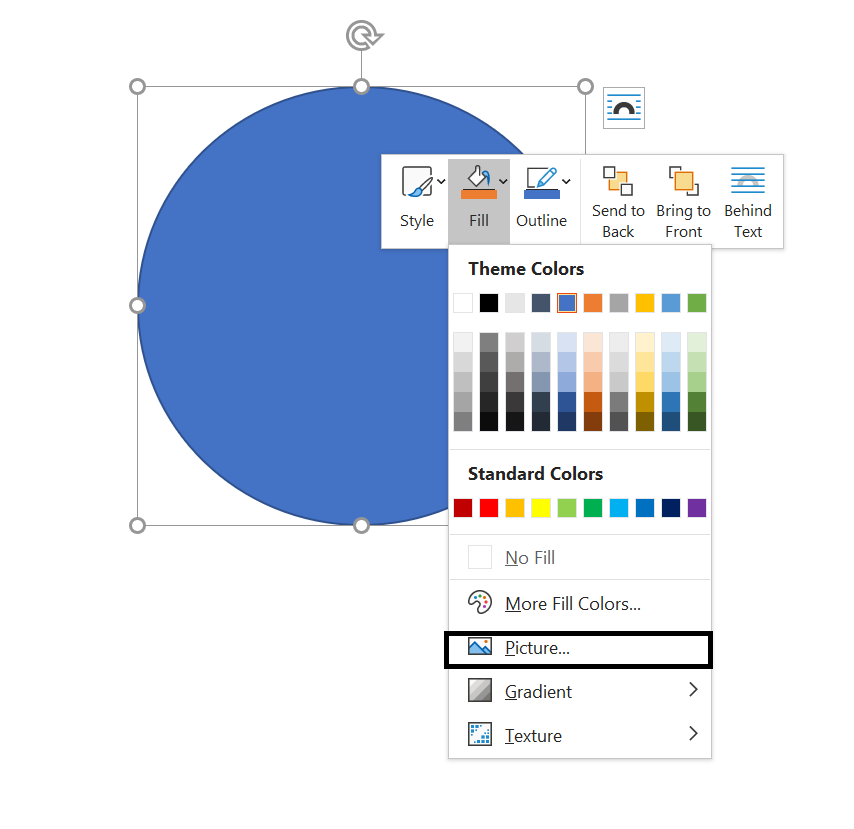 Style
Fill
Outline
Send to
Back
Bring to
Front
Behind
Text
Theme Colors
Standard Colors
No Fill
More Fill Colors...
Picture...
Gradient
Texture